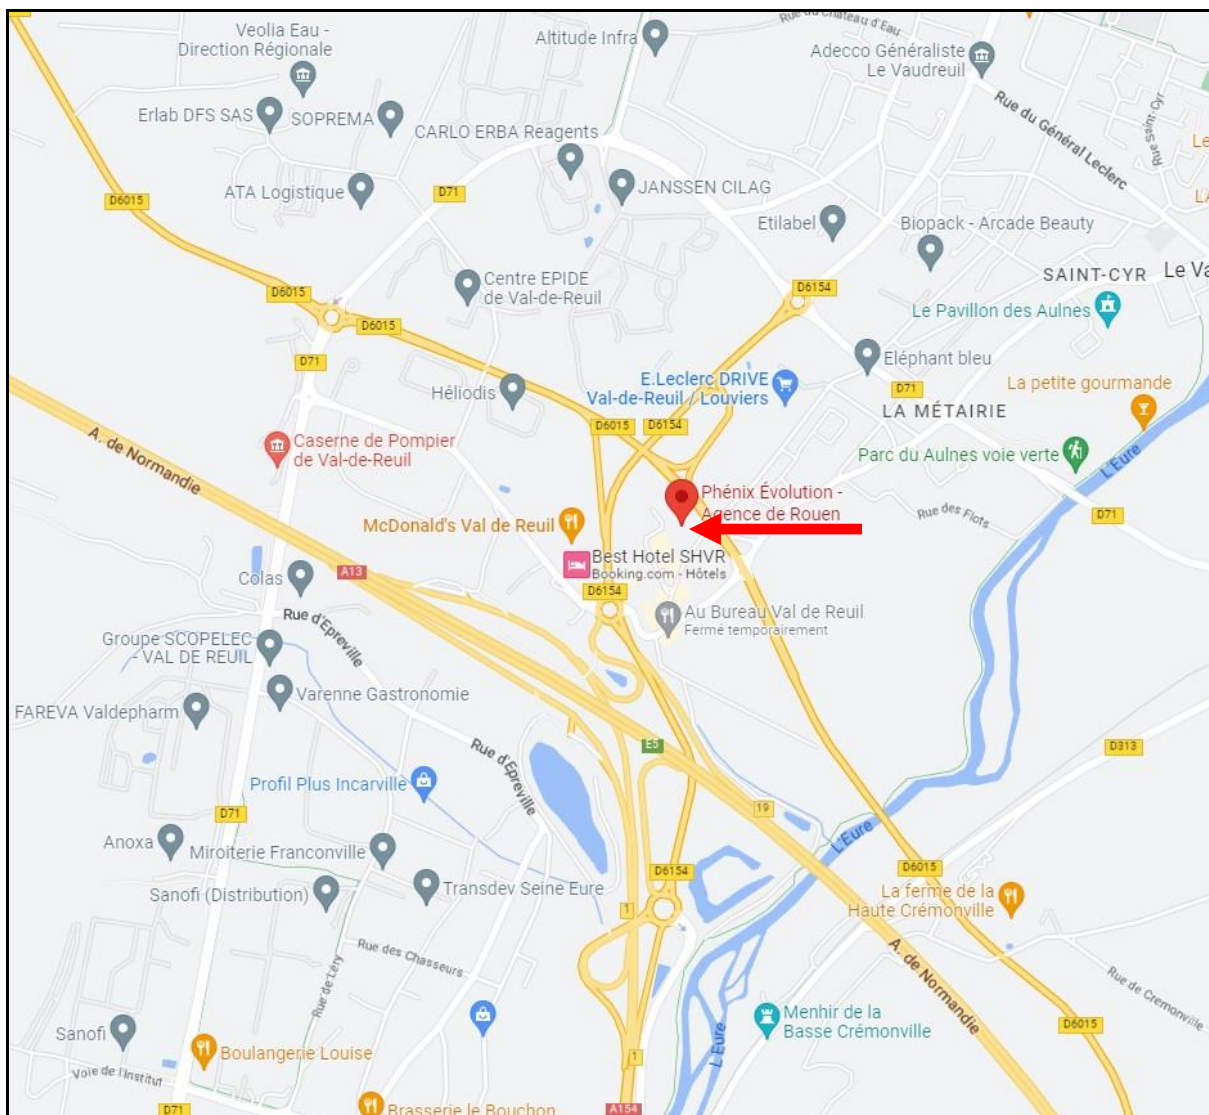 Rue du Château d'Eau
Veolia Eau -
Direction Régionale
Altitude Infra
Adecco Généraliste
Le Vaudreuil
Erlab DFS SAS
SOPREMA
CARLO ERBA Reagents
Rue du Général Leclerc
Rue Saint-Cyr
Le
ATA Logistique
D71
JANSSEN CILAG
LA
D6015
Etilabel
Biopack - Arcade Beauty
Centre EPIDE
de Val-de-Reuil
SAINT-CYR
Le Va
D6015
D6154
Le Pavillon des Aulnes
D6015
D71
Eléphant bleu
Héliodis
E.Leclerc DRIVE
Val-de-Reuil / Louviers
D71
La petite gourmande
LA MÉTAIRIE
D6015
D6154
A. de Normandie
Caserne de Pompier
de Val-de-Reuil
Parc du Aulnes voie verte
L'Eure
Phénix Évolution -
Agence de Rouen
Rue des Flots
D71
McDonald's Val de Reuil
Best Hotel SHVR
Booking.com - Hôtels
A13
Colas
D6154
Rue d'Epreville
Au Bureau Val de Reuil
Fermé temporairement
Groupe SCOPELEC
- VAL DE REUIL
Varenne Gastronomie
FAREVA Valdepharm
Rue d'Epreville
E5
D313
Profil Plus Incarville
D71
19
L'Eure
Anoxa
Miroiterie Franconville
D6154
D6015
Sanofi (Distribution)
Transdev Seine Eure
La ferme de la
Haute Crémonville
1
Rue des Chasseurs
Rue de Léry
A. de Normandie
Rue de Cremonville
Menhir de la
Basse Crémonville
D6015
Sanofi
Boulangerie Louise
L'Eure
1
Voie de l'Institut
D71
Brasserie le Bouchon
A154